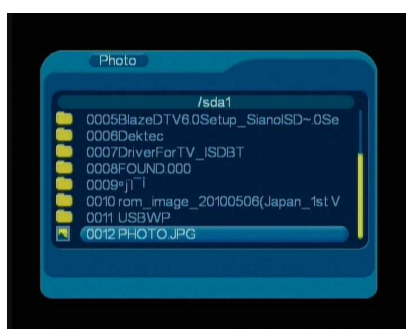 Photo
/sda1
0005BlazeDTV6.0Setup_SianoISD~.0Se
0006Dektec
0007DriverForTV_ISDBT
0008FOUND.000
0009
0010 rom_image_20100506(Japan_1st V
0011 USBWP
0012 PHOTO.JPG